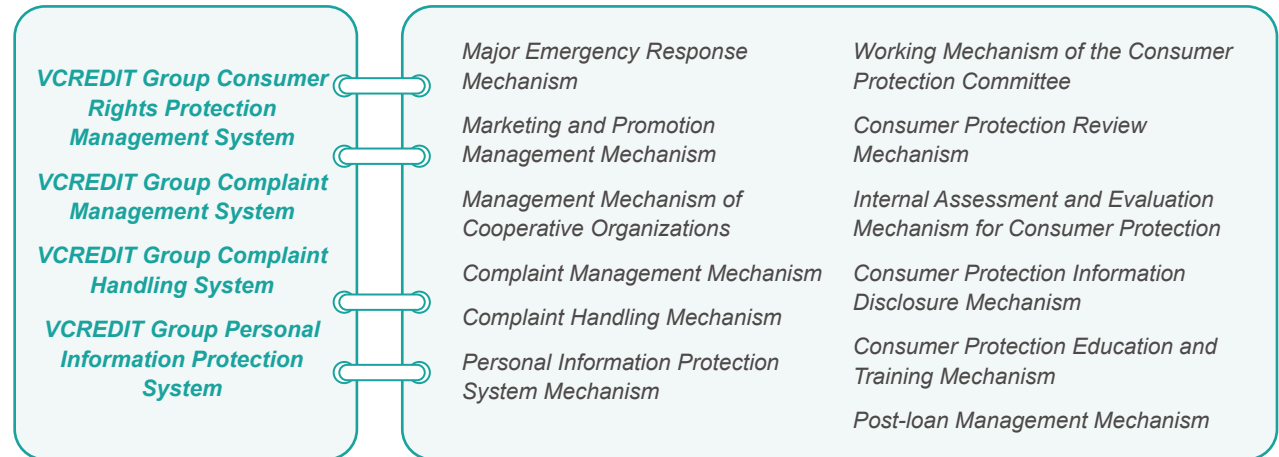 VCREDIT Group Consumer
Rights Protection
Management System
VCREDIT Group Complaint
Management System
VCREDIT Group Complaint
Handling System
VCREDIT Group Personal
Information Protection
System
Major Emergency Response
Mechanism
Marketing and Promotion
Management Mechanism
Management Mechanism of
Cooperative Organizations
Complaint Management Mechanism
Complaint Handling Mechanism
Personal Information Protection
System Mechanism
Working Mechanism of the Consumer
Protection Committee
Consumer Protection Review
Mechanism
Internal Assessment and Evaluation
Mechanism for Consumer Protection
Consumer Protection Information
Disclosure Mechanism
Consumer Protection Education and
Training Mechanism
Post-loan Management Mechanism